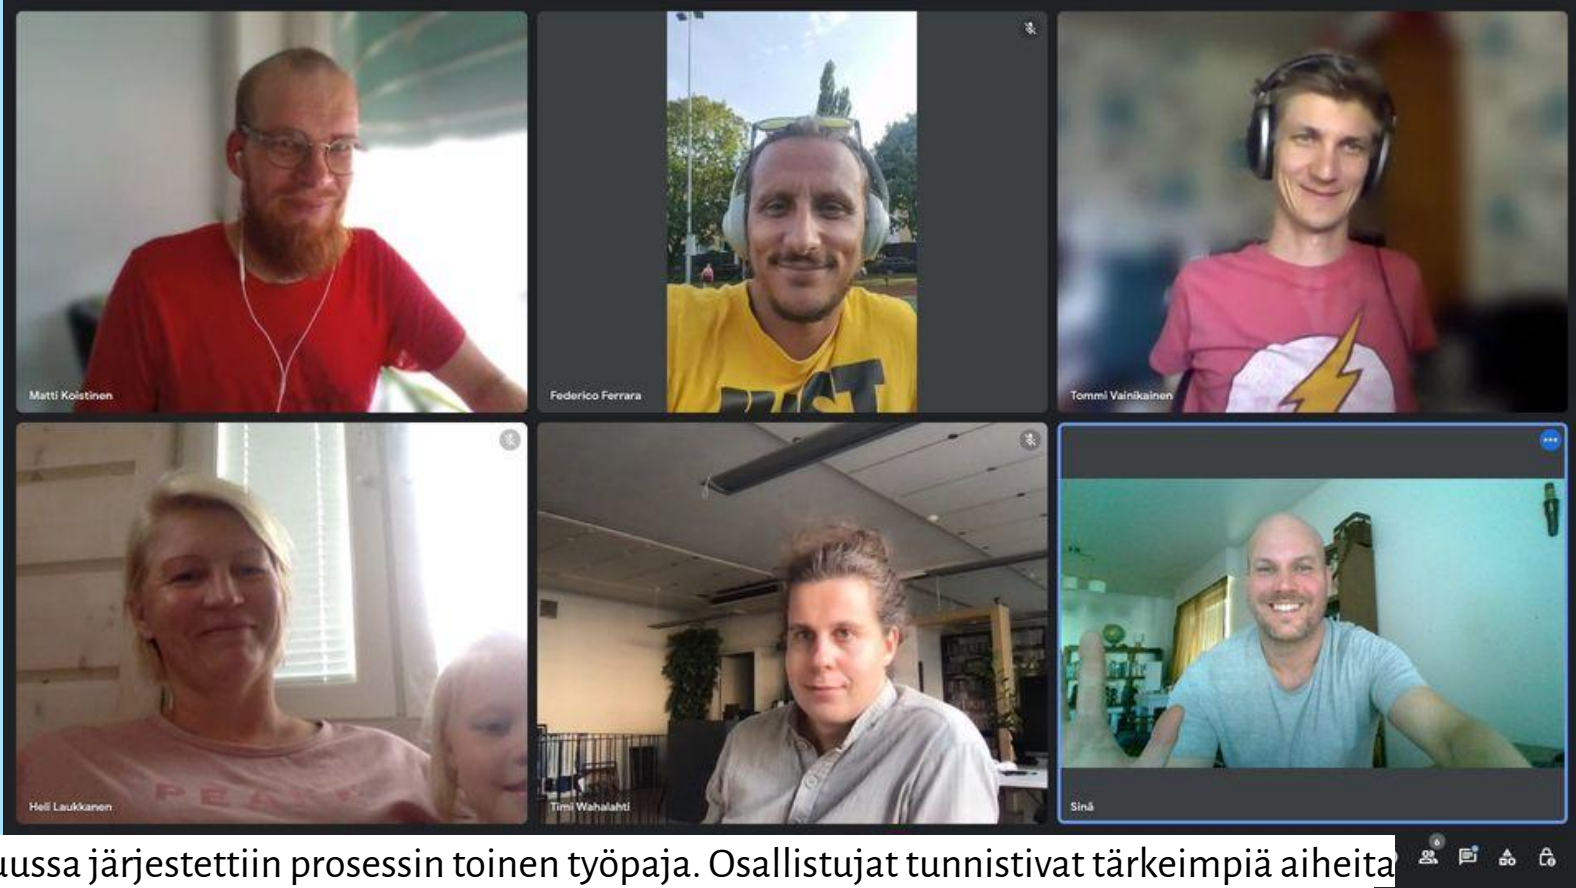 Matti Koistinen
Federico Ferrara
Tommi Vainikainen
Heli Laukkanen
Timi Wahalahti
Sinä
6
uussa järjestettiin prosessin toinen työpaja. Osallistujat tunnistivat tärkeimpiä aiheita